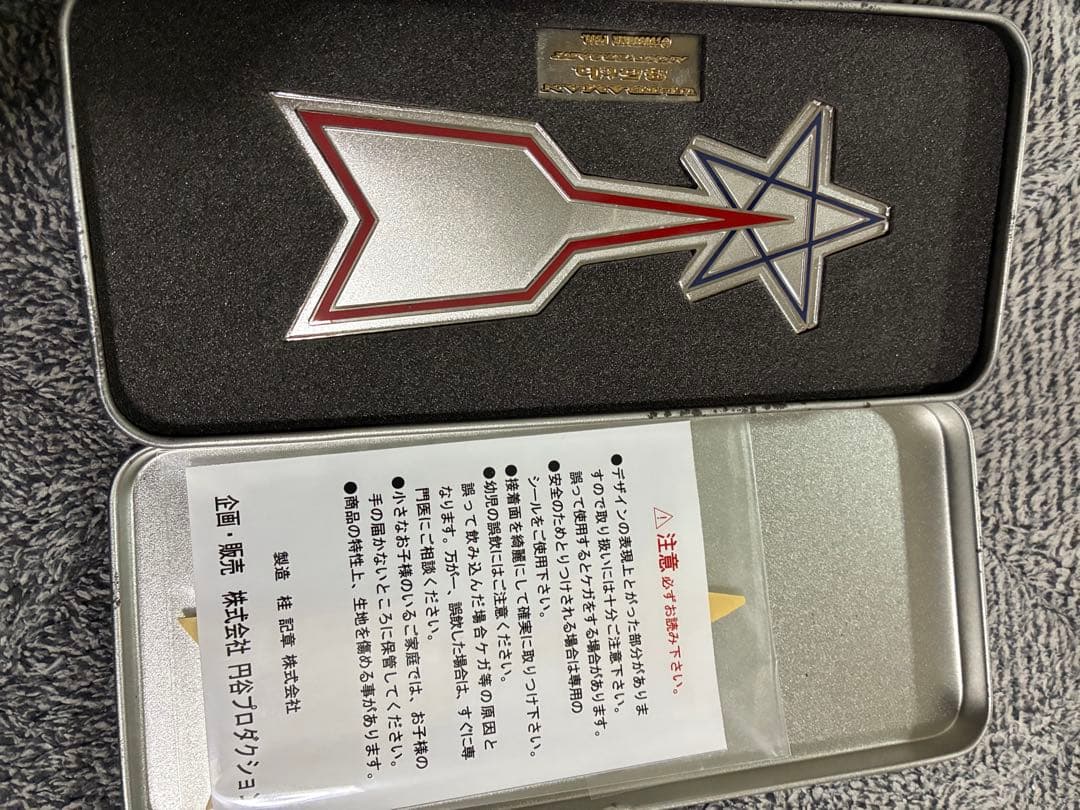 ULTRAMAN
⚠注意 必ずお読み下さい。
●デザインの表現上とがった部分がありま
すので取り扱いには十分ご注意下さい。
誤って使用するとケガをする場合があります。
●安全のためとりつけされる場合は専用の
シールをご使用下さい。
●接着面を綺麗にして確実に取りつけ下さい。
●幼児の誤飲にはご注意ください。
誤って飲み込んだ場合ケガ等の原因と
なります。万が一、誤飲した場合は、すぐに専
門医にご相談ください。
●小さなお子様のいるご家庭では、お子様の
手の届かないところに保管してください。
●商品の特性上、生地を傷める事があります。
製造 桂記章 株式会社
企画・販売 株式会社 円谷プロダクション